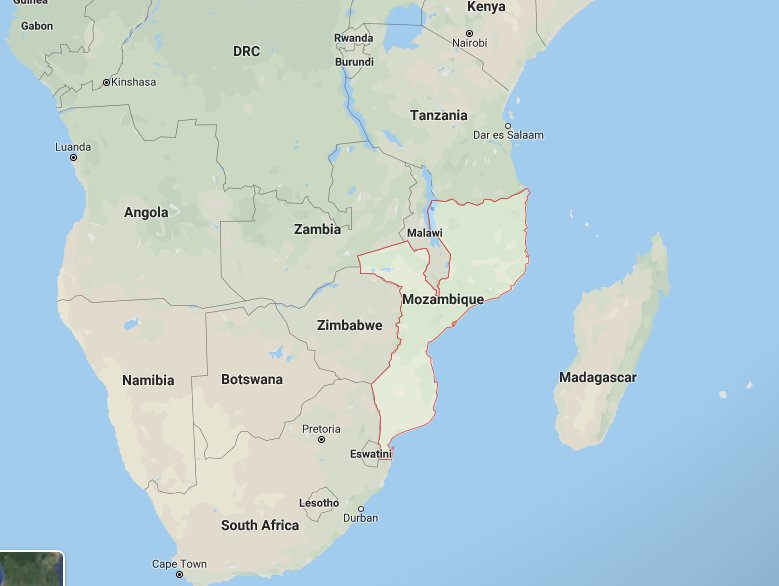 Guinea
Kenya
Gabon
Rwanda
Nairobi
DRC
Burundi
Kinshasa
Tanzania
Dar es Salaam
Luanda
Angola
Zambia
Malawi
Mozambique
Zimbabwe
Namibia
Botswana
Madagascar
Pretoria
Eswatini
Lesotho
Durban
South Africa
Cape Town